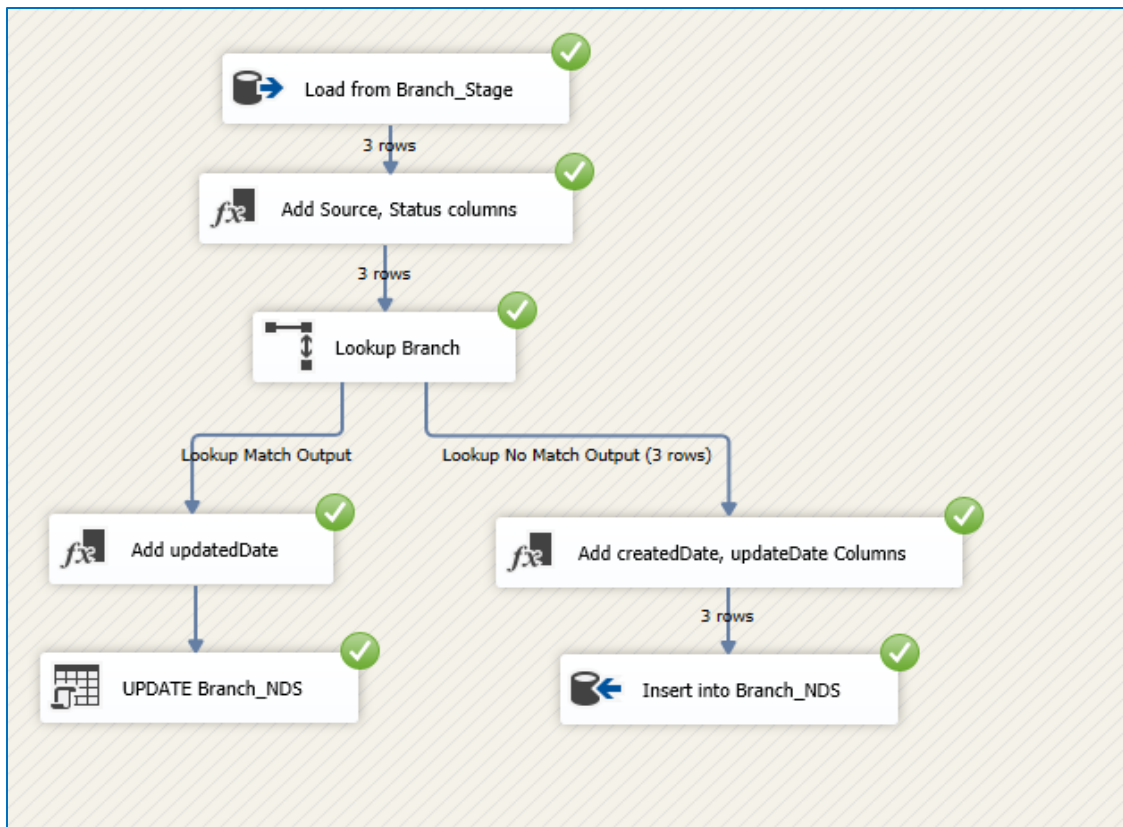 Load from Branch_Stage
3 rows
Add Source, Status columns
3 rows
Lookup Branch
Lookup Match Output
Lookup No Match Output (3 rows)
Add updatedDate
Add createdDate, updateDate Columns
3 rows
UPDATE Branch_NDS
Insert into Branch_NDS